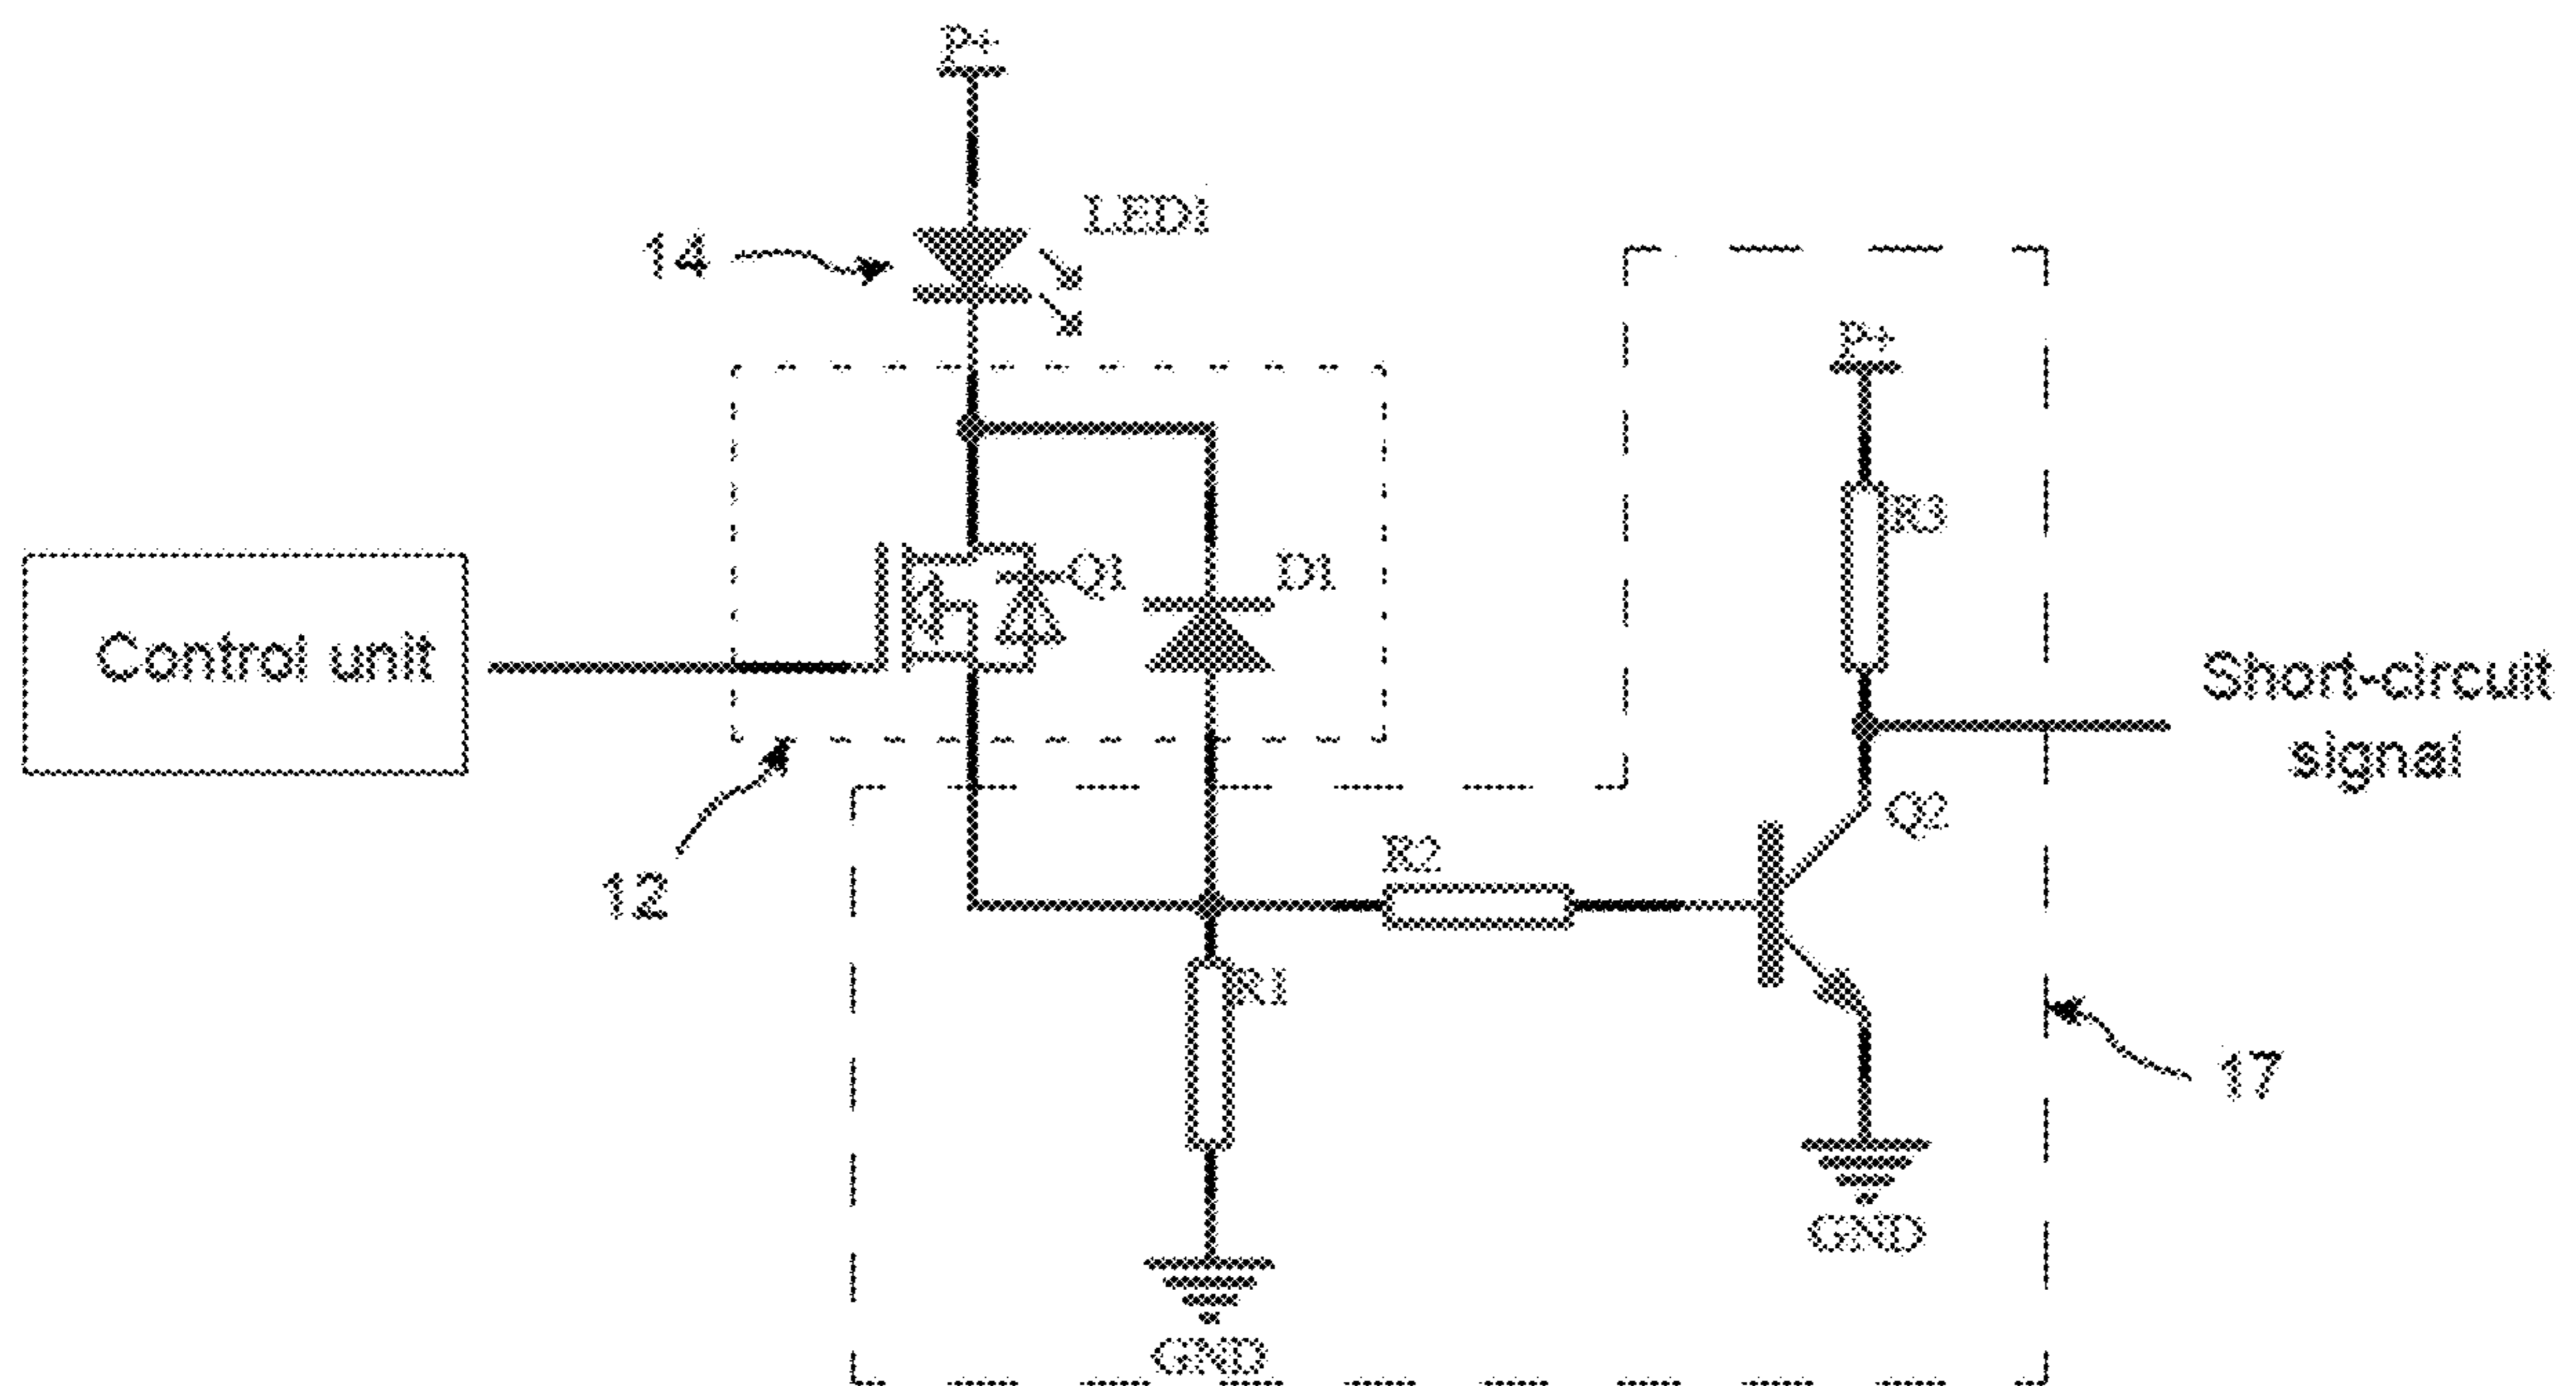 P+
LED1
14
P+
R3
Q1
D1
Control unit
Short-circuit
signal
Q2
R2
12
R1
17
GND
GND